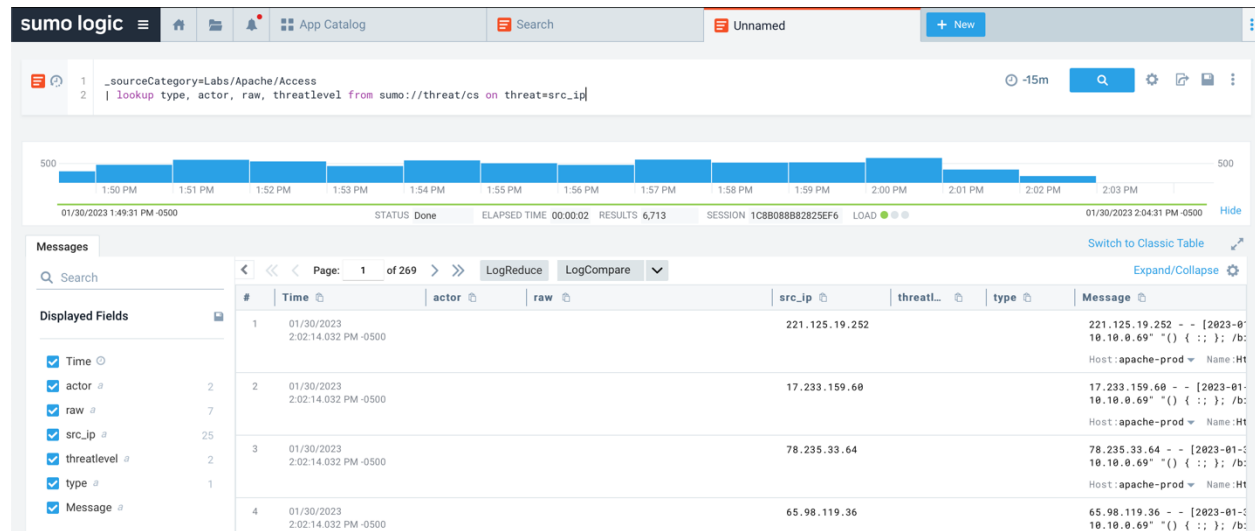 sumo logic
App Catalog
Search
Unnamed
+ New
1 _sourceCategory=Labs/Apache/Access
2 | lookup type, actor, raw, threatlevel from sumo://threat/cs on threat=src_ip
-15m
500
500
1:50 PM 1:51 PM 1:52 PM 1:53 PM 1:54 PM 1:55 PM 1:56 PM 1:57 PM 1:58 PM 1:59 PM 2:00 PM 2:01 PM 2:02 PM 2:03 PM
01/30/2023 1:49:31 PM -0500 STATUS Done ELAPSED TIME 00:00:02 RESULTS 6,713 SESSION 1C8B088B82825EF6 LOAD 01/30/2023 2:04:31 PM -0500 Hide
Messages
Switch to Classic Table
Search
Page: 1 of 269 LogReduce LogCompare
Expand/Collapse
Displayed Fields
Time
actor a 2
raw a 7
src_ip a 25
threatlevel a 2
type a 1
Message a
# Time actor raw src_ip threatl... type Message
1 01/30/2023 221.125.19.252 221.125.19.252 - - [2023-01
2:02:14.032 PM -0500 10.10.0.69" "() { :; }; /b:
Host:apache-prod Name:Ht
2 01/30/2023 17.233.159.60 17.233.159.60 - - [2023-01-
2:02:14.032 PM -0500 10.10.0.69" "() { :; }; /b:
Host:apache-prod Name:Ht
3 01/30/2023 78.235.33.64 78.235.33.64 - - [2023-01-3
2:02:14.032 PM -0500 10.10.0.69" "() { :; }; /b:
Host:apache-prod Name:Ht
4 01/30/2023 65.98.119.36 65.98.119.36 - - [2023-01-3
2:02:14.032 PM -0500 10.10.0.69" "() { :; }; /b: